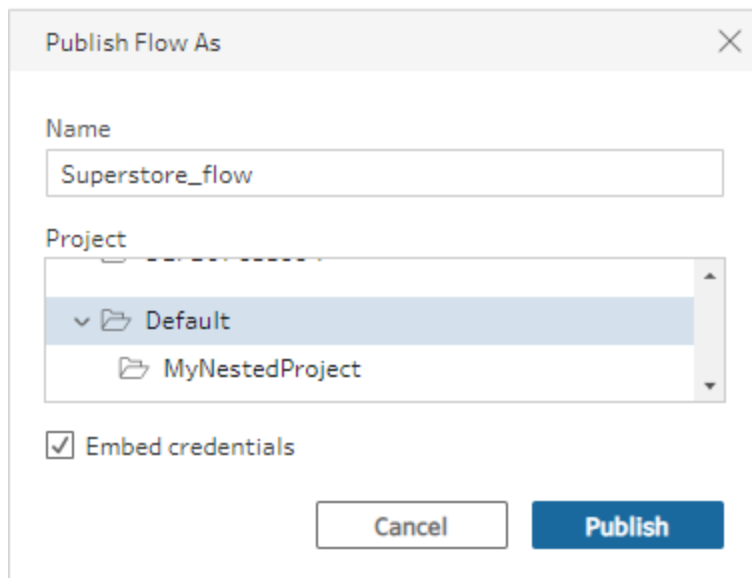 Publish Flow As
Name
Superstore_flow
Project
Default
MyNestedProject
Embed credentials
Cancel
Publish